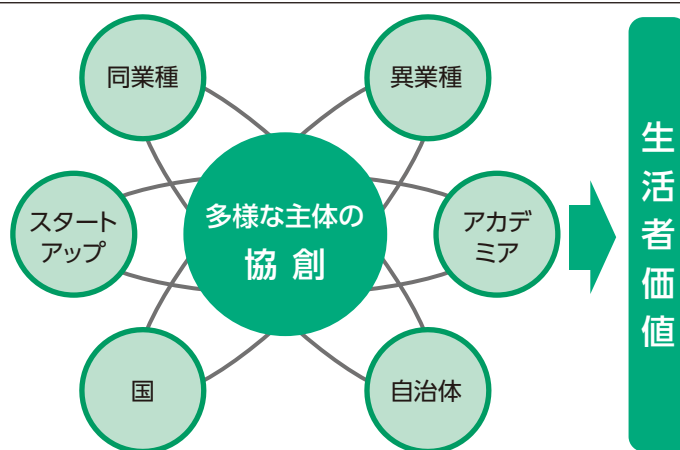 同業種
異業種
スタート
アップ
多様な主体の
協創
アカデ
ミア
国
自治体
生活者価値